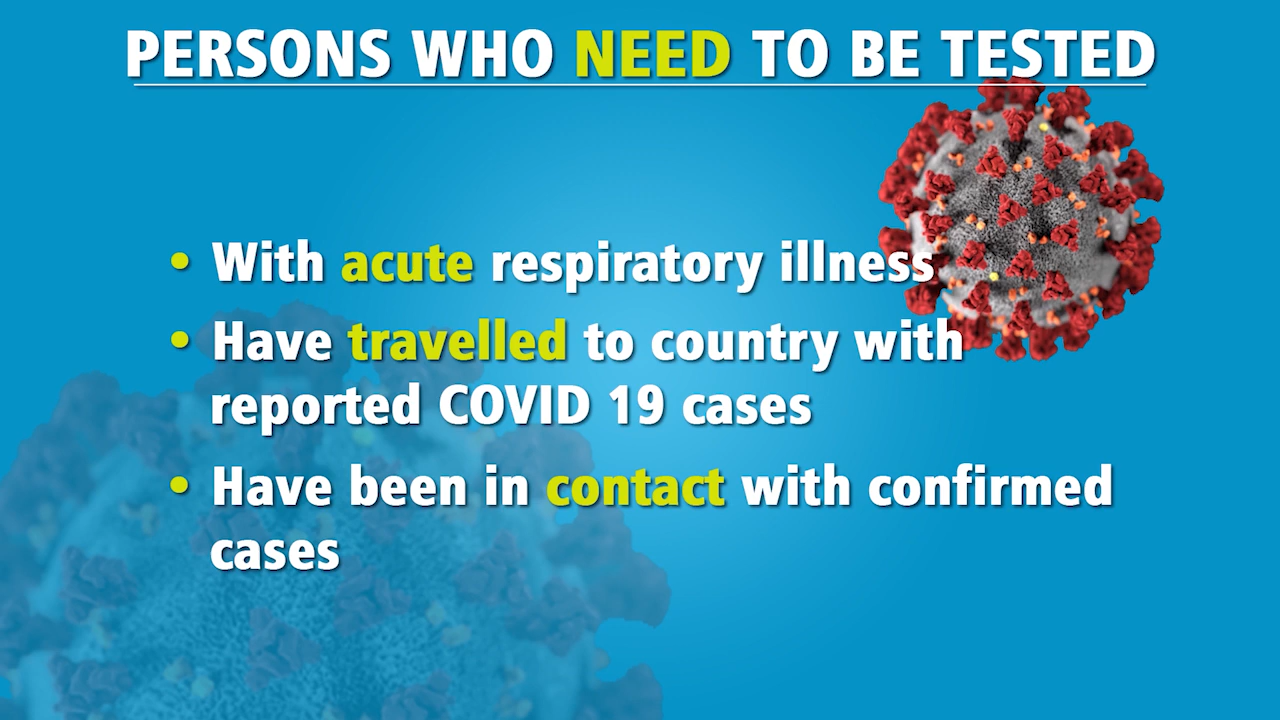 PERSONS WHO NEED TO BE TESTED
• With acute respiratory illness
• Have travelled to country with
reported COVID 19 cases
• Have been in contact with confirmed
cases